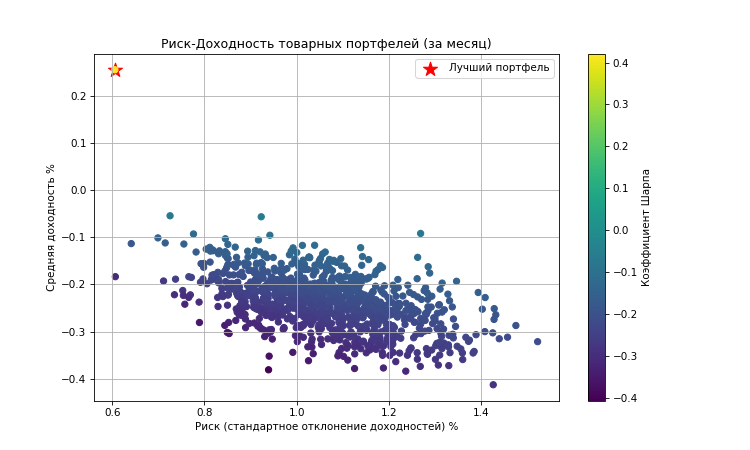 Риск-Доходность товарных портфелей (за месяц)
Лучший портфель
Средняя доходность %
0.2
0.1
0.0
−0.1
−0.2
−0.3
−0.4
0.6 0.8 1.0 1.2 1.4
Риск (стандартное отклонение доходностей) %
0.4
0.3
0.2
0.1
0.0
−0.1
−0.2
−0.3
−0.4
Коэффициент Шарпа